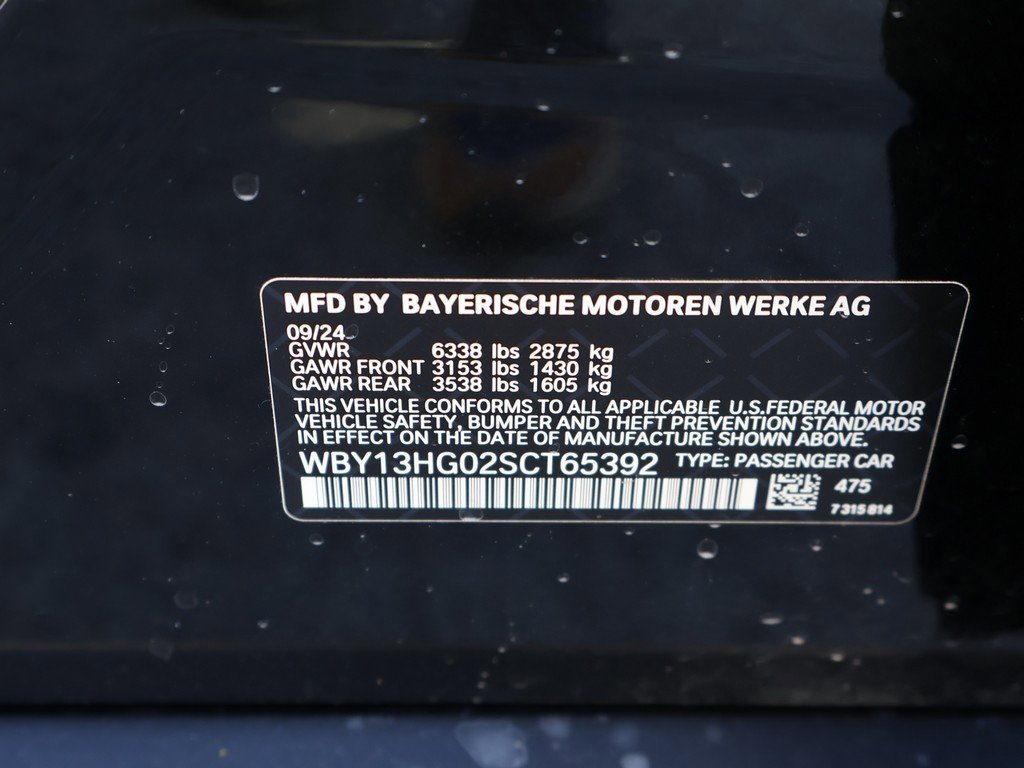 MFD BY BAYERISCHE MOTOREN WERKE AG
09/24
GVWR 6338 lbs 2875 kg
GAWR FRONT 3153 lbs 1430 kg
GAWR REAR 3538 lbs 1605 kg
THIS VEHICLE CONFORMS TO ALL APPLICABLE U.S.FEDERAL MOTOR
VEHICLE SAFETY, BUMPER AND THEFT PREVENTION STANDARDS
IN EFFECT ON THE DATE OF MANUFACTURE SHOWN ABOVE.
WBY13HG02SCT65392 TYPE: PASSENGER CAR
475
7315814